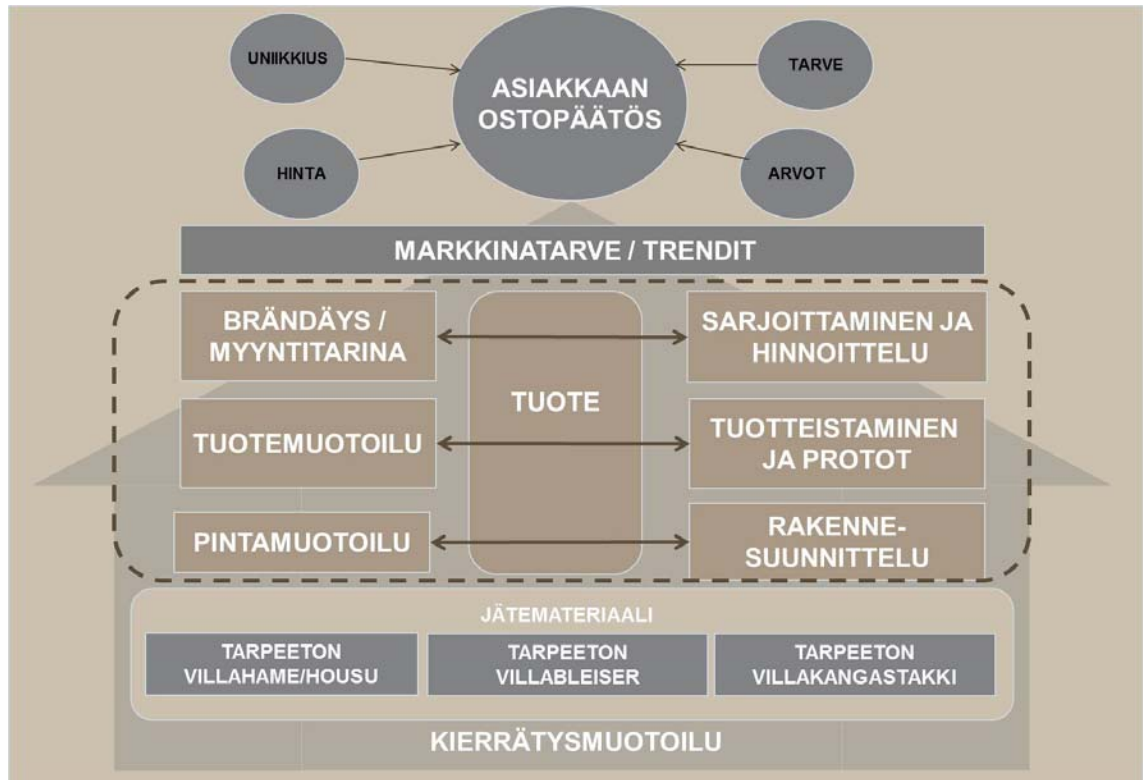 UNIIKKIUS
TARVE
ASIAKKAAN
OSTOPÄÄTÖS
HINTA
ARVOT
MARKKINATARVE / TRENDIT
BRÄNDÄYS /
MYYNTITARINA
SARJOITTAMINEN JA
HINNOITTELU
TUOTE
TUOTEMUOTOILU
TUOTTEISTAMINEN
JA PROTOT
PINTAMUOTOILU
RAKENNE-
SUUNNITTELU
JÄTEMATERIAALI
TARPEETON
VILLAHAME/HOUSU
TARPEETON
VILLABLEISER
TARPEETON
VILLAKANGASTAKKI
KIERRÄTYSMUOTOILU